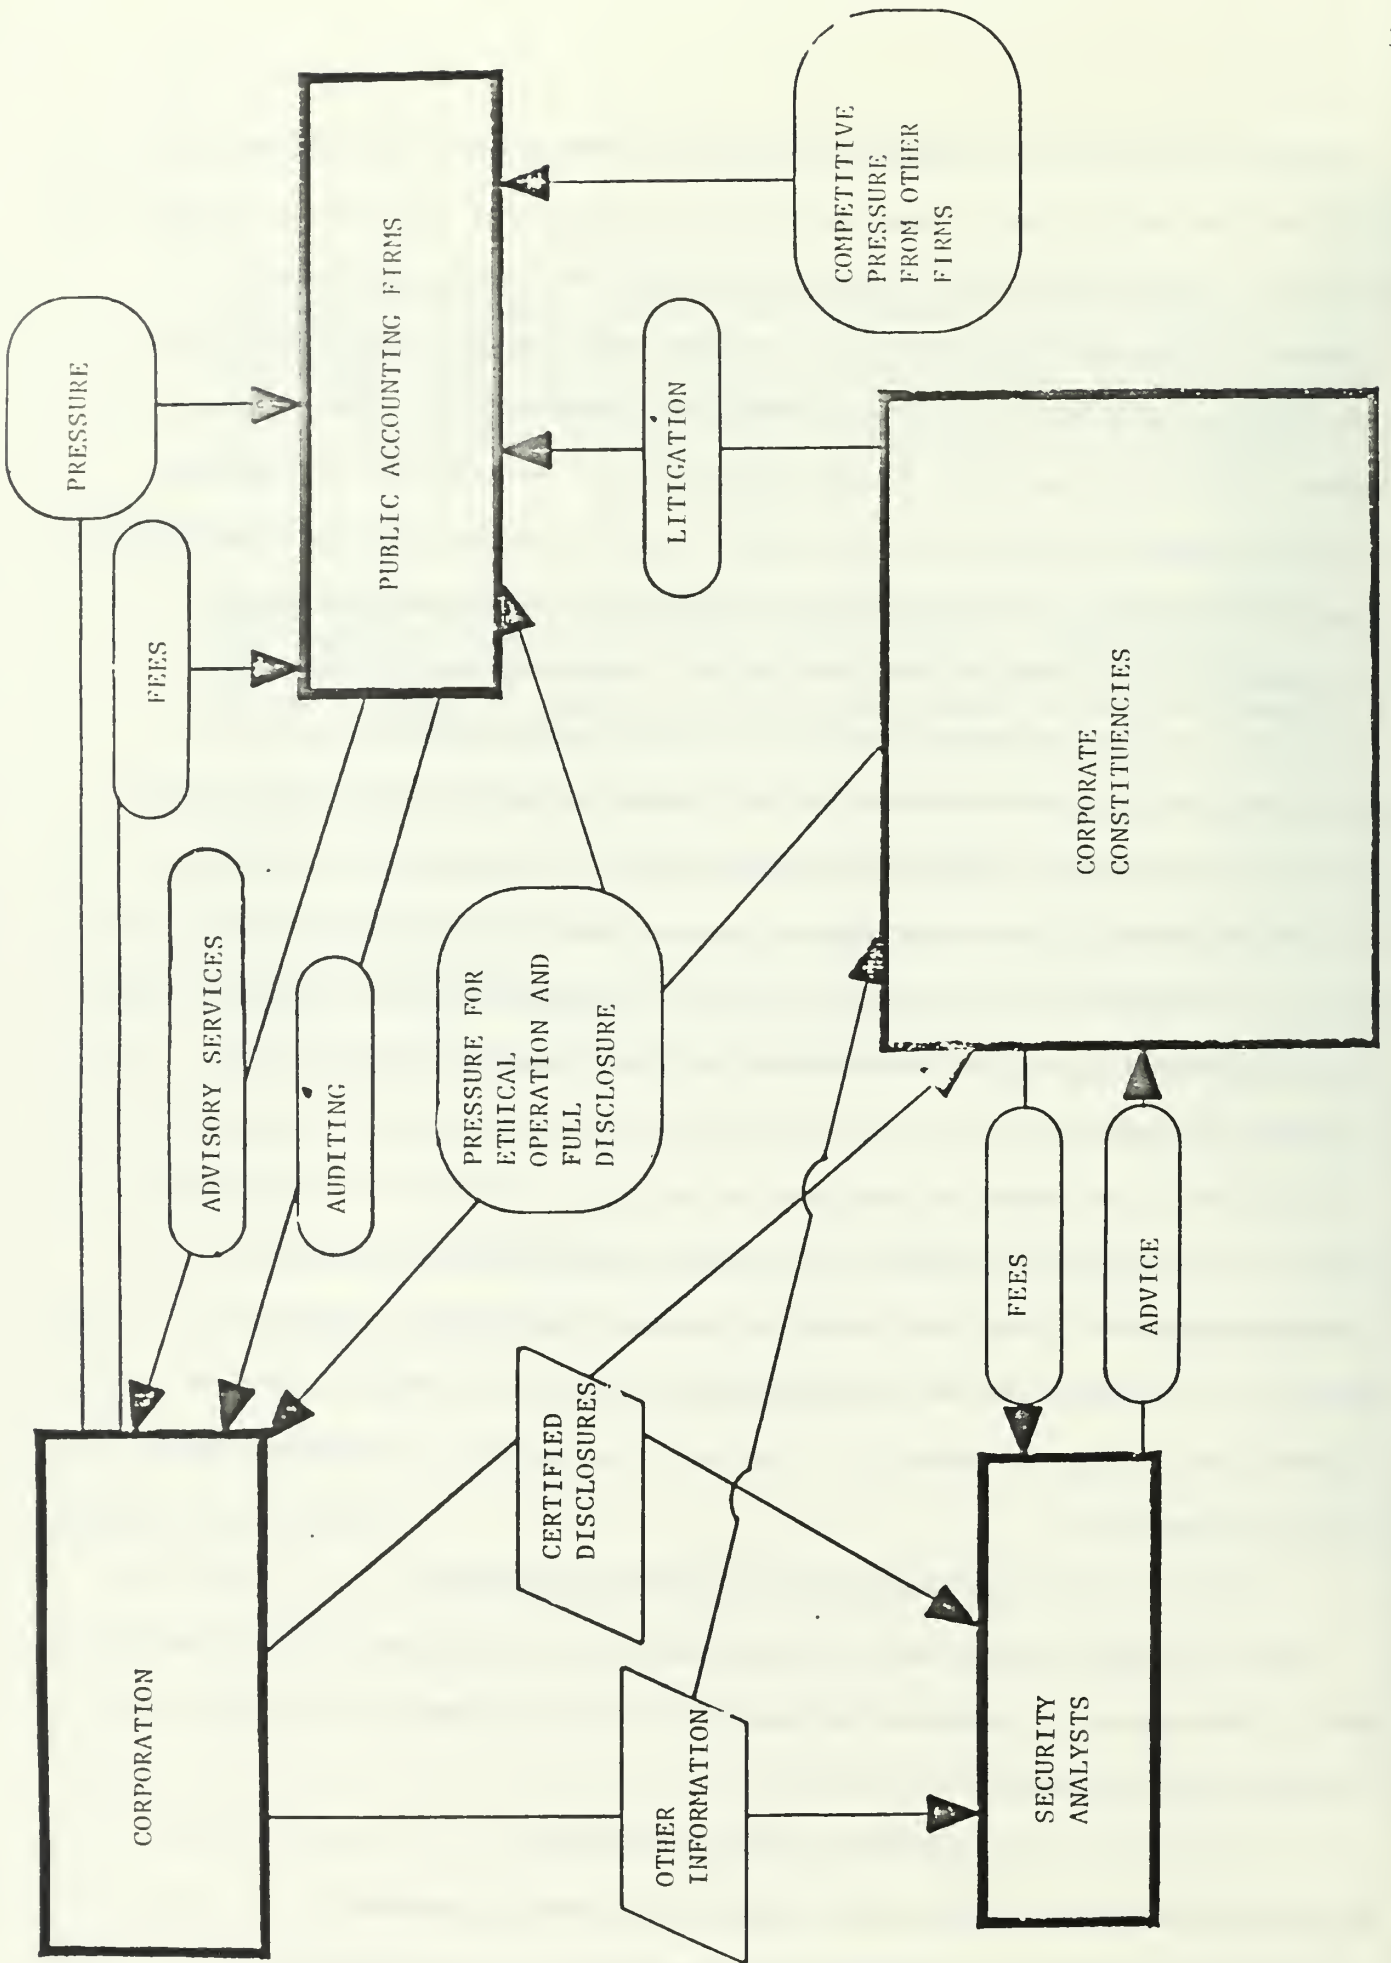 CORPORATION
PRESSURE
FEES
ADVISORY SERVICES
AUDITING
PUBLIC ACCOUNTING FIRMS
PRESSURE FOR
ETHICAL
OPERATION AND
FULL
DISCLOSURE
CERTIFIED
DISCLOSURES
OTHER
INFORMATION
LITIGATION
COMPETITIVE
PRESSURE
FROM OTHER
FIRMS
SECURITY
ANALYSTS
FEES
ADVICE
CORPORATE
CONSTITUENCIES